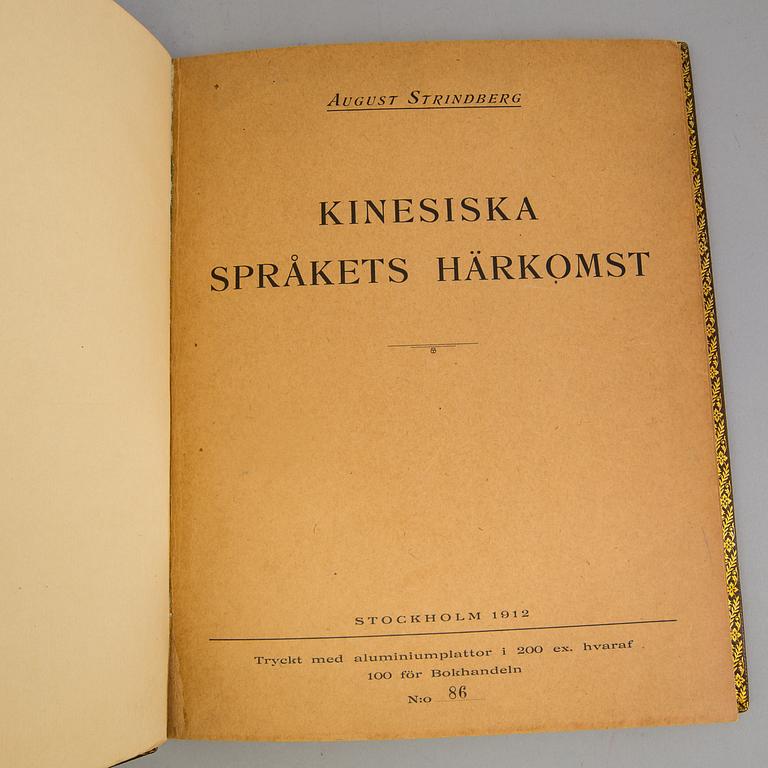 AUGUST STRINDBERG
KINESISKA
SPRÅKETS HÄRKOMST
STOCKHOLM 1912
Tryckt med aluminiumplattor i 200 ex. hvaraf
100 för Bokhandeln
N:o 86